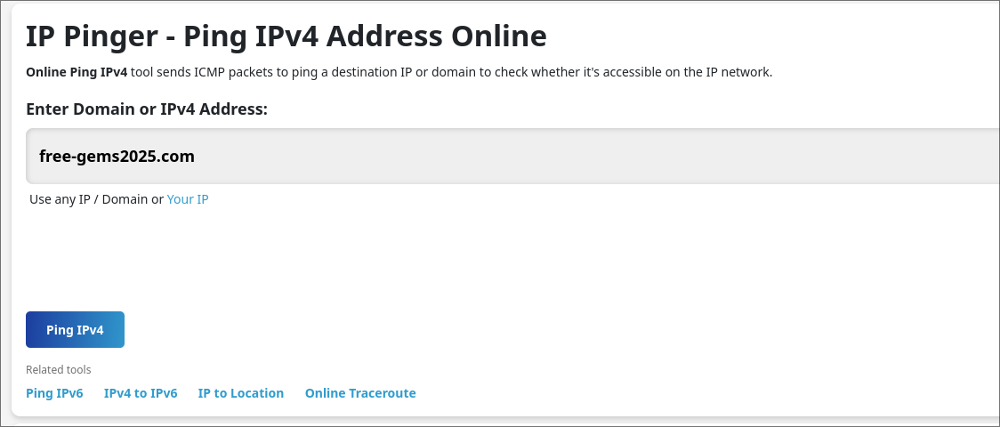 IP Pinger - Ping IPv4 Address Online
Online Ping IPv4 tool sends ICMP packets to ping a destination IP or domain to check whether it's accessible on the IP network.
Enter Domain or IPv4 Address:
free-gems2025.com
Use any IP / Domain or Your IP
Ping IPv4
Related tools
Ping IPv6 IPv4 to IPv6 IP to Location Online Traceroute